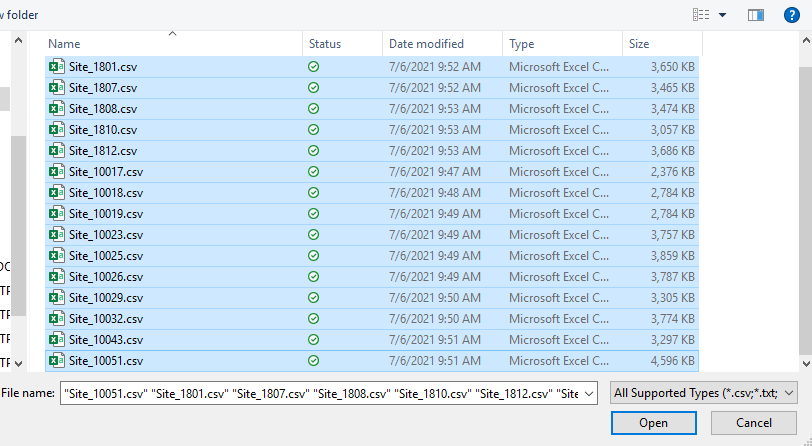 w folder
?
Name Status Date modified Type Size
Site_1801.csv 7/6/2021 9:52 AM Microsoft Excel C... 3,650 KB
Site_1807.csv 7/6/2021 9:52 AM Microsoft Excel C... 3,465 KB
Site_1808.csv 7/6/2021 9:53 AM Microsoft Excel C... 3,474 KB
Site_1810.csv 7/6/2021 9:53 AM Microsoft Excel C... 3,057 KB
Site_1812.csv 7/6/2021 9:53 AM Microsoft Excel C... 3,686 KB
Site_10017.csv 7/6/2021 9:47 AM Microsoft Excel C... 2,376 KB
Site_10018.csv 7/6/2021 9:48 AM Microsoft Excel C... 2,784 KB
Site_10019.csv 7/6/2021 9:49 AM Microsoft Excel C... 2,784 KB
Site_10023.csv 7/6/2021 9:49 AM Microsoft Excel C... 3,757 KB
Site_10025.csv 7/6/2021 9:49 AM Microsoft Excel C... 3,859 KB
Site_10026.csv 7/6/2021 9:49 AM Microsoft Excel C... 3,787 KB
Site_10029.csv 7/6/2021 9:50 AM Microsoft Excel C... 3,305 KB
Site_10032.csv 7/6/2021 9:50 AM Microsoft Excel C... 3,774 KB
Site_10043.csv 7/6/2021 9:51 AM Microsoft Excel C... 3,297 KB
Site_10051.csv 7/6/2021 9:51 AM Microsoft Excel C... 4,596 KB
File name: "Site_10051.csv" "Site_1801.csv" "Site_1807.csv" "Site_1808.csv" "Site_1810.csv" "Site_1812.csv" "Site All Supported Types (*.csv;*.txt;
Open Cancel